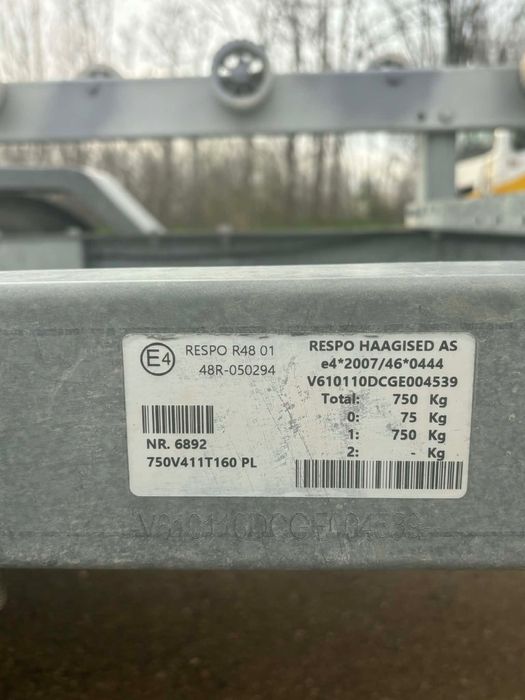 E4 RESPO R48 01
48R-050294
NR. 6892
750V411T160 PL
RESPO HAAGISED AS
e4*2007/46*0444
V610110DCGE004539
Total: 750 Kg
0: 75 Kg
1: 750 Kg
2: - Kg